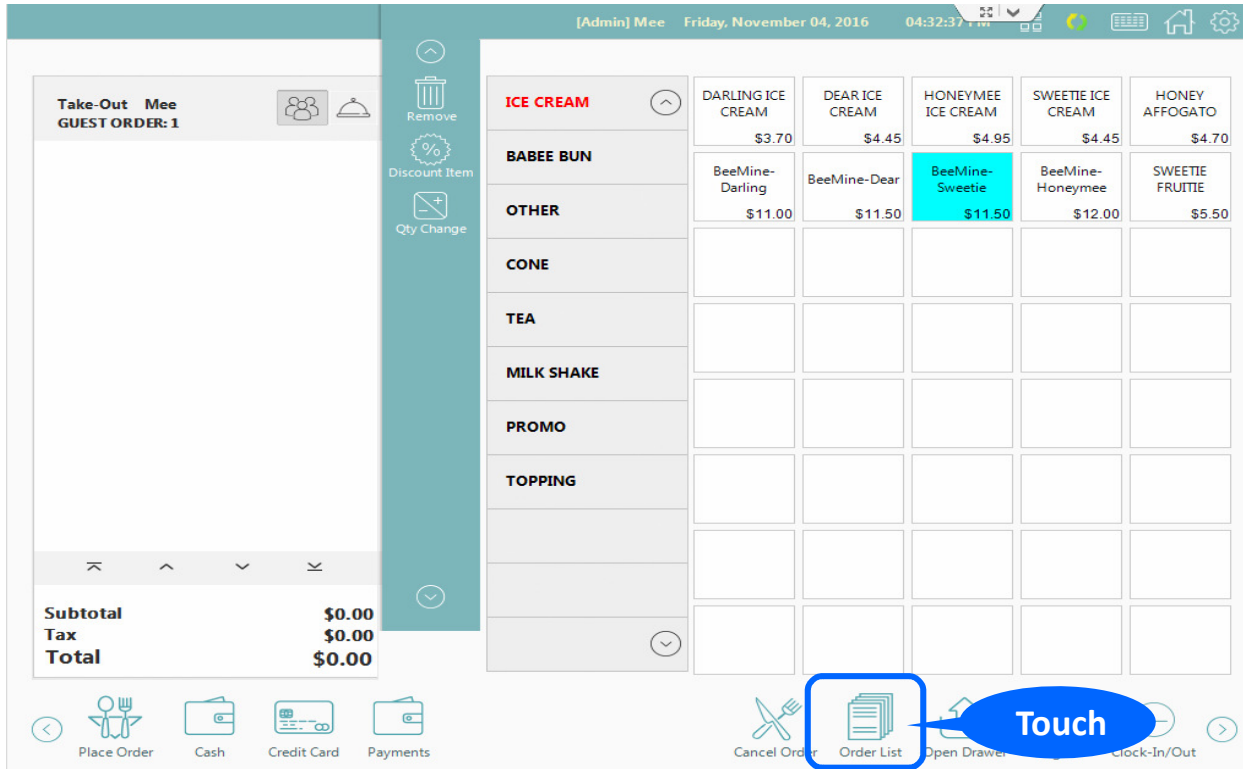 [Admin] Mee Friday, November 04, 2016 04:32:37
Take-Out Mee
GUEST ORDER: 1
Remove
%
Discount Item
Qty Change
Subtotal $0.00
Tax $0.00
Total $0.00
ICE CREAM
BABEE BUN
OTHER
CONE
TEA
MILK SHAKE
PROMO
TOPPING
DARLING ICE
CREAM
$3.70
DEAR ICE
CREAM
$4.45
HONEYMEE
ICE CREAM
$4.95
SWEETIE ICE
CREAM
$4.45
HONEY
AFFOGATO
$4.70
BeeMine-
Darling
$11.00
BeeMine-Dear
$11.50
BeeMine-
Sweetie
$11.50
BeeMine-
Honeymee
$12.00
SWEETIE
FRUITIE
$5.50
Place Order
Cash
Credit Card
Payments
Cancel Order
Order List
Open Drawer
Clock-In/Out
Touch